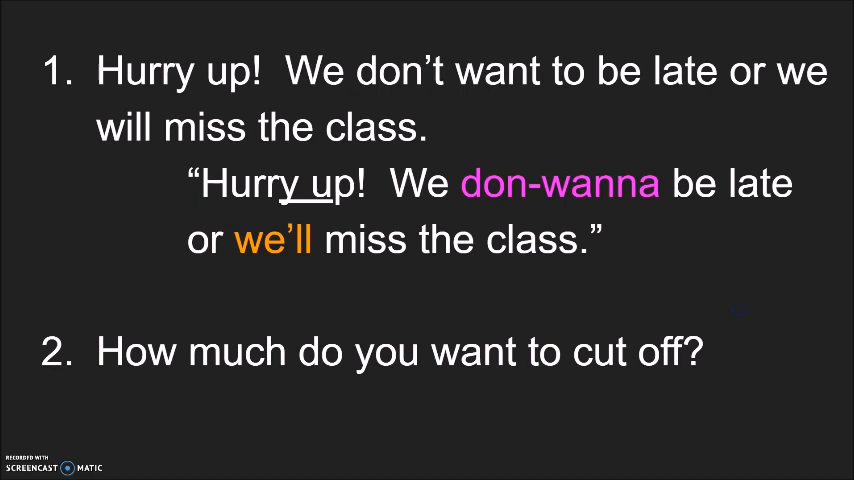 1. Hurry up! We don't want to be late or we
will miss the class.
“Hurry up! We don-wanna be late
or we'll miss the class.”
2. How much do you want to cut off?
RECORDED WITH
SCREENCAST MATIC